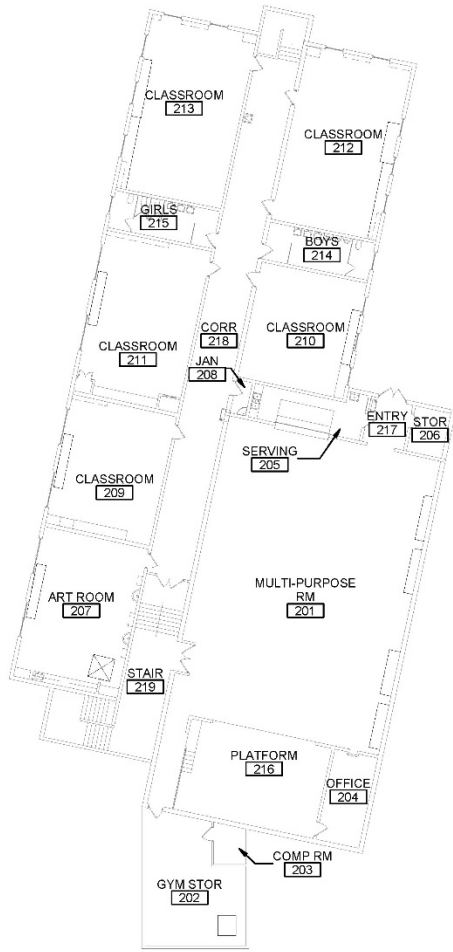 CLASSROOM
213
CLASSROOM
212
GIRLS
215
BOYS
214
CORR
218
CLASSROOM
210
CLASSROOM
211
JAN
208
ENTRY
217
STOR
206
SERVING
205
CLASSROOM
209
MULTI-PURPOSE
RM
201
ART ROOM
207
STAIR
219
PLATFORM
216
OFFICE
204
COMP RM
203
GYM STOR
202